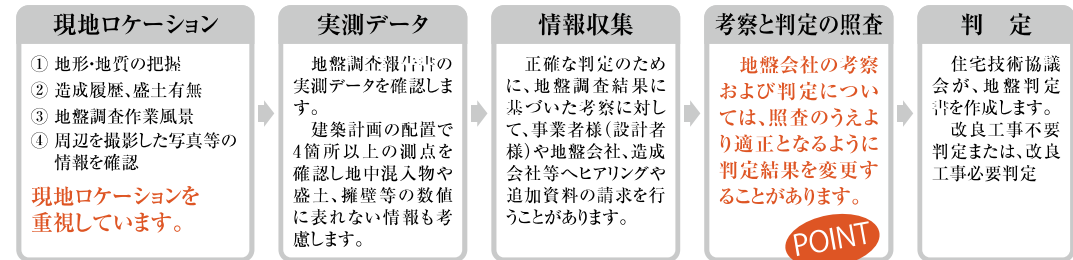 現地ロケーション
① 地形・地質の把握
② 造成履歴、盛土有無
③ 地盤調査作業風景
④ 周辺を撮影した写真等の
情報を確認
現地ロケーションを
重視しています。
実測データ
地盤調査報告書の
実測データを確認しま
す。
建築計画の配置で
4箇所以上の測点を
確認し地中混入物や
盛土、擁壁等の数値
に表れない情報も考
慮します。
情報収集
正確な判定のため
に、地盤調査結果に
基づいた考察に対し
て、事業者様（設計者
様）や地盤会社、造成
会社等へヒアリングや
追加資料の請求を行
うことがあります。
考察と判定の照査
地盤会社の考察
および判定につい
ては、照査のうえよ
り適正となるように
判定結果を変更す
ることがあります。
POINT
判　定
住宅技術協議
会が、地盤判定
書を作成します。
改良工事不要
判定または、改良
工事必要判定